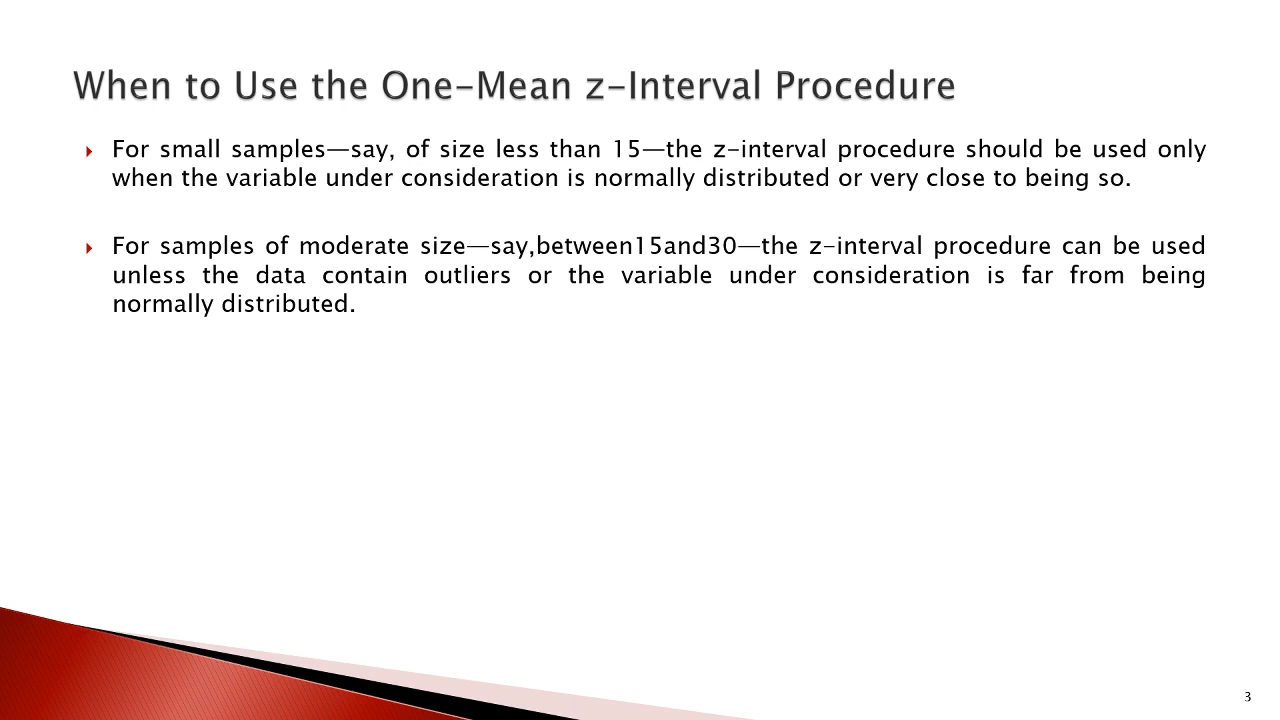 When to Use the One-Mean z-Interval Procedure
For small samples—say, of size less than 15—the z-interval procedure should be used only
when the variable under consideration is normally distributed or very close to being so.
For samples of moderate size—say,between15and30—the z-interval procedure can be used
unless the data contain outliers or the variable under consideration is far from being
normally distributed.
3